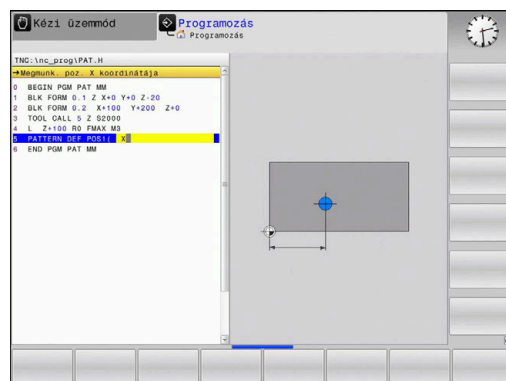 Kézi üzemmód
Programozás
Programozás
TNC:\nc_prog\PAT.H
→Megmunk. poz. X koordinátája
0 BEGIN PGM PAT MM
1 BLK FORM 0.1 Z X+0 Y+0 Z-20
2 BLK FORM 0.2 X+100 Y+200 Z+0
3 TOOL CALL 5 Z S2000
4 L Z+100 R0 FMAX M3
5 PATTERN DEF POS1( X
6 END PGM PAT MM